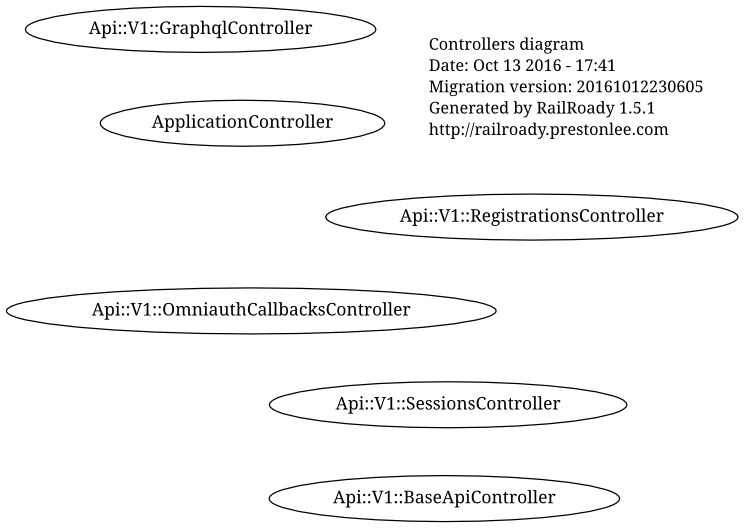 Api::V1::GraphqlController
Controllers diagram
Date: Oct 13 2016 - 17:41
Migration version: 20161012230605
Generated by RailRoady 1.5.1
http://railroady.prestonlee.com
ApplicationController
Api::V1::RegistrationsController
Api::V1::OmniauthCallbacksController
Api::V1::SessionsController
Api::V1::BaseApiController